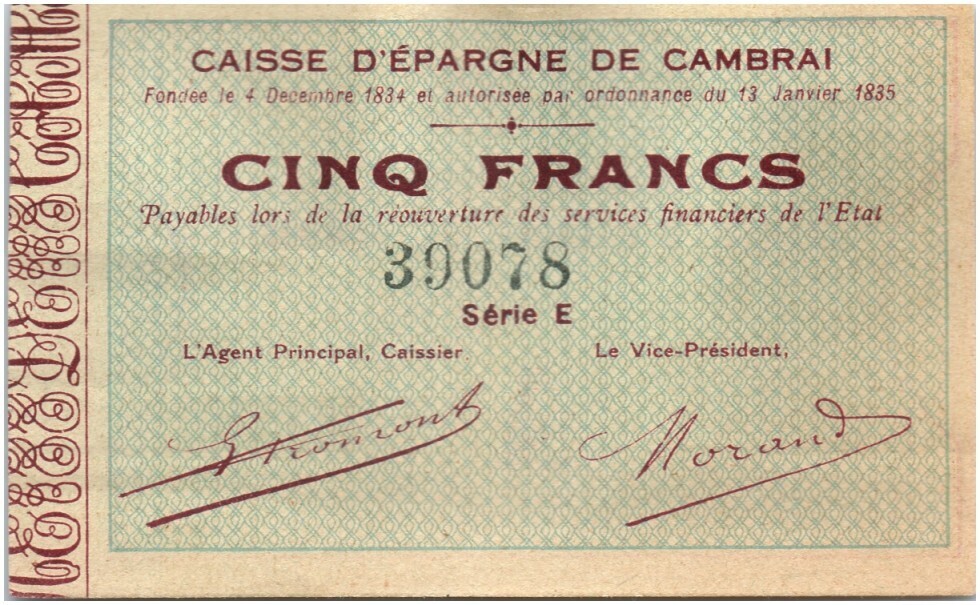 CAISSE D'ÉPARGNE DE CAMBRAI
Fondée le 4 Décembre 1834 et autorisée par ordonnance du 13 Janvier 1835
CINQ FRANCS
Payables lors de la réouverture des services financiers de l'Etat
39078
Série E
L'Agent Principal, Caissier.
Le Vice-Président,
Morand